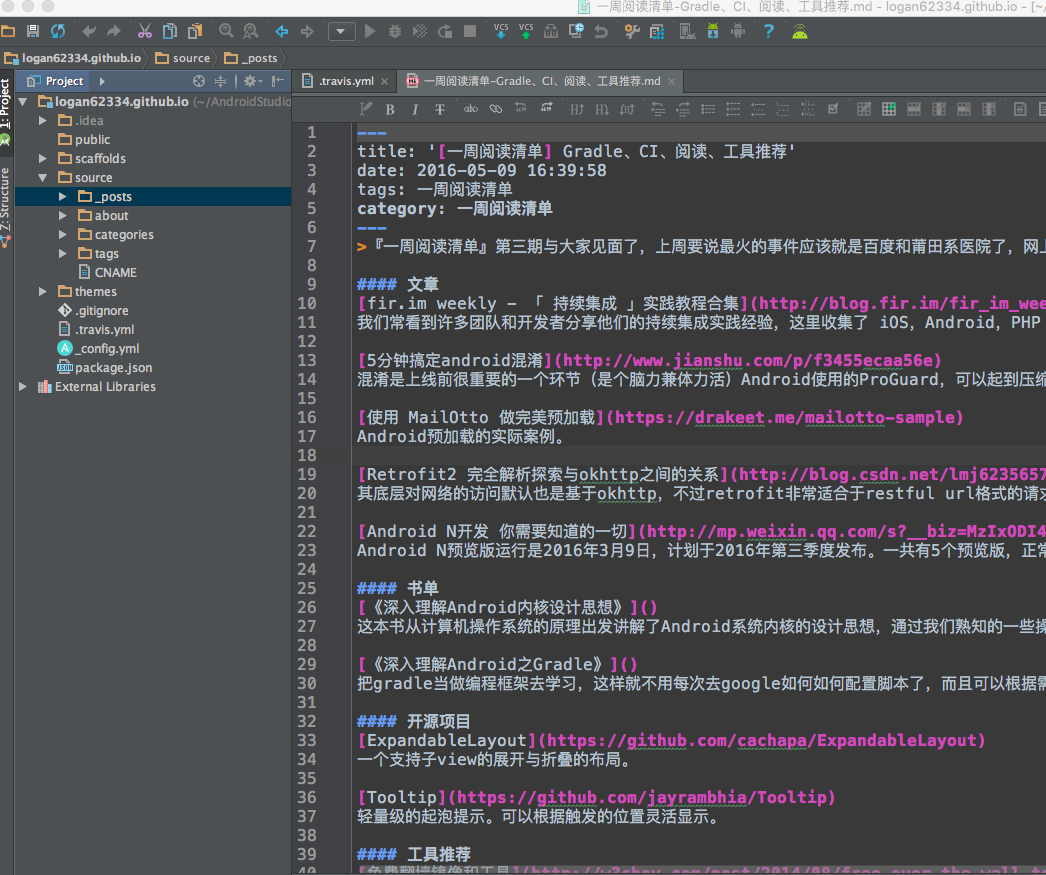 一周阅读清单-Gradle、CI、阅读、工具推荐.md - logan62334.github.io - [~/
VCS VCS ?
logan62334.github.io source _posts
Project .travis.yml 一周阅读清单-Gradle、CI、阅读、工具推荐.md
1: Project
Z: Structure
logan62334.github.io (~/AndroidStudio
.idea
public
scaffolds
source
_posts
about
categories
tags
CNAME
themes
.gitignore
.travis.yml
_config.yml
package.json
External Libraries
B I T abc H↑ H↓
1 ---
2 title: '[一周阅读清单] Gradle、CI、阅读、工具推荐'
3 date: 2016-05-09 16:39:58
4 tags: 一周阅读清单
5 category: 一周阅读清单
6 ---
7 >『一周阅读清单』第三期与大家见面了，上周要说最火的事件应该就是百度和莆田系医院了，网上
8
9 #### 文章
10 [fir.im weekly - 「 持续集成 」实践教程合集](http://blog.fir.im/fir_im_wee
11 我们常看到许多团队和开发者分享他们的持续集成实践经验，这里收集了 iOS，Android，PHP
12
13 [5分钟搞定android混淆](http://www.jianshu.com/p/f3455ecaa56e)
14 混淆是上线前很重要的一个环节（是个脑力兼体力活）Android使用的ProGuard，可以起到压缩
15
16 [使用 MailOtto 做完美预加载](https://drakeet.me/mailotto-sample)
17 Android预加载的实际案例。
18
19 [Retrofit2 完全解析探索与okhttp之间的关系](http://blog.csdn.net/lmj6235657
20 其底层对网络的访问默认也是基于okhttp，不过retrofit非常适合于restful url格式的请求
21
22 [Android N开发 你需要知道的一切](http://mp.weixin.qq.com/s?__biz=MzIxODI4
23 Android N预览版运行是2016年3月9日，计划于2016年第三季度发布。一共有5个预览版，正常
24
25 #### 书单
26 [《深入理解Android内核设计思想》]()
27 这本书从计算机操作系统的原理出发讲解了Android系统内核的设计思想，通过我们熟知的一些操
28
29 [《深入理解Android之Gradle》]()
30 把gradle当做编程框架去学习，这样就不用每次去google如何如何配置脚本了，而且可以根据需
31
32 #### 开源项目
33 [ExpandableLayout](https://github.com/cachapa/ExpandableLayout)
34 一个支持子view的展开与折叠的布局。
35
36 [Tooltip](https://github.com/jayrambhia/Tooltip)
37 轻量级的起泡提示。可以根据触发的位置灵活显示。
38
39 #### 工具推荐